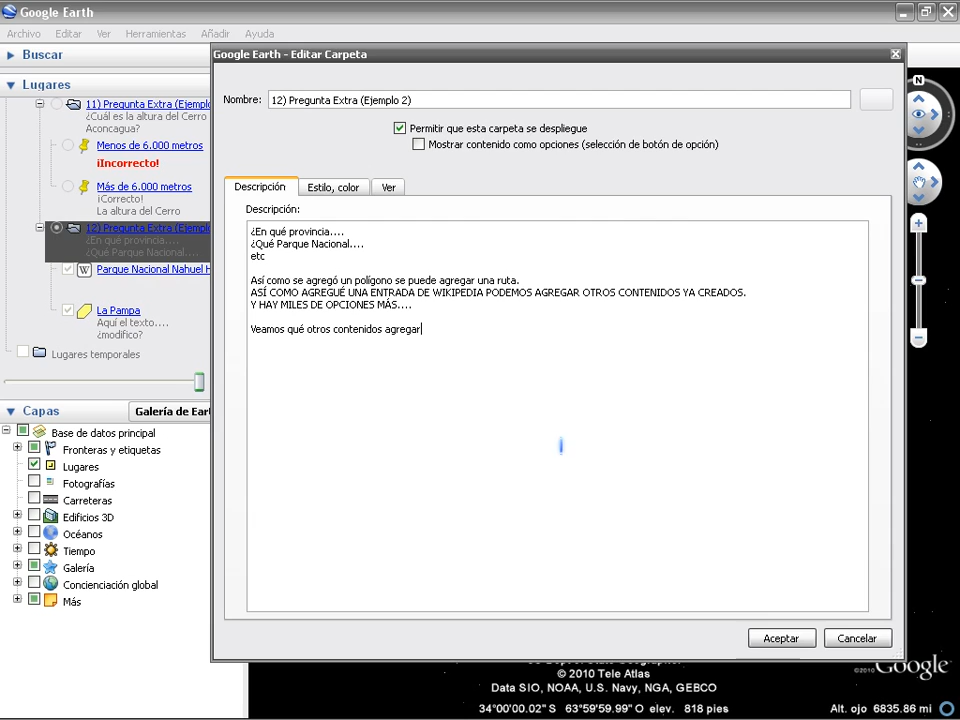 Google Earth
Archivo Editar Ver Herramientas Añadir Ayuda
Buscar
Lugares
11) Pregunta Extra (Ejemplo
¿Cuál es la altura del Cerro
Aconcagua?
Menos de 6.000 metros
¡Incorrecto!
Más de 6.000 metros
¡Correcto!
La altura del Cerro
12) Pregunta Extra (Ejemplo
¿En qué provincia....
¿Qué Parque Nacional....
W
Parque Nacional Nahuel H
La Pampa
Aquí el texto....
¿modifico?
Lugares temporales
Capas
Galería de Eart
Base de datos principal
Fronteras y etiquetas
Lugares
Fotografías
Carreteras
Edificios 3D
Océanos
Tiempo
Galería
Concienciación global
Más
Google Earth - Editar Carpeta
Nombre: 12) Pregunta Extra (Ejemplo 2)
Permitir que esta carpeta se despliegue
Mostrar contenido como opciones (selección de botón de opción)
Descripción Estilo, color Ver
Descripción:
¿En qué provincia....
¿Qué Parque Nacional....
etc
Así como se agregó un polígono se puede agregar una ruta.
ASÍ COMO AGREGUÉ UNA ENTRADA DE WIKIPEDIA PODEMOS AGREGAR OTROS CONTENIDOS YA CREADOS.
Y HAY MILES DE OPCIONES MÁS....
Veamos qué otros contenidos agregar
Aceptar Cancelar
N
© 2010 Tele Atlas
Data SIO, NOAA, U.S. Navy, NGA, GEBCO
©2010 Google
34°00'00.02" S 63°59'59.99" O elev. 818 pies
Alt. ojo 6835.86 mi